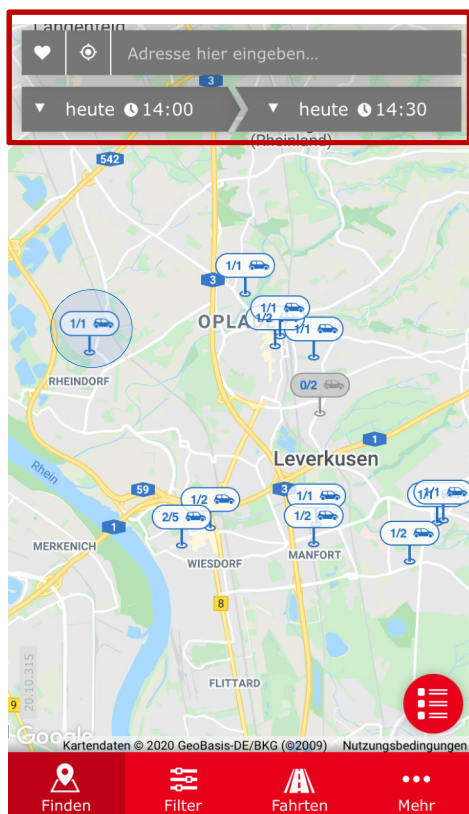 Langenfeld
Adresse hier eingeben...
3
heute 14:00
heute 14:30
(Rheinland)
542
1/1
3
1/1
1/2
1/1
1/1
OPLA
RHEINDORF
0/2
1
Leverkusen
Rhein
59
3
1/2
1/1
1/1
2/5
1/2
1/2
1
MERKENICH
WIESDORF
MANFORT
8
FLITTARD
20.10.315
9
Google
Kartendaten © 2020 GeoBasis-DE/BKG (©2009) Nutzungsbedingungen
Finden
Filter
Fahrten
Mehr